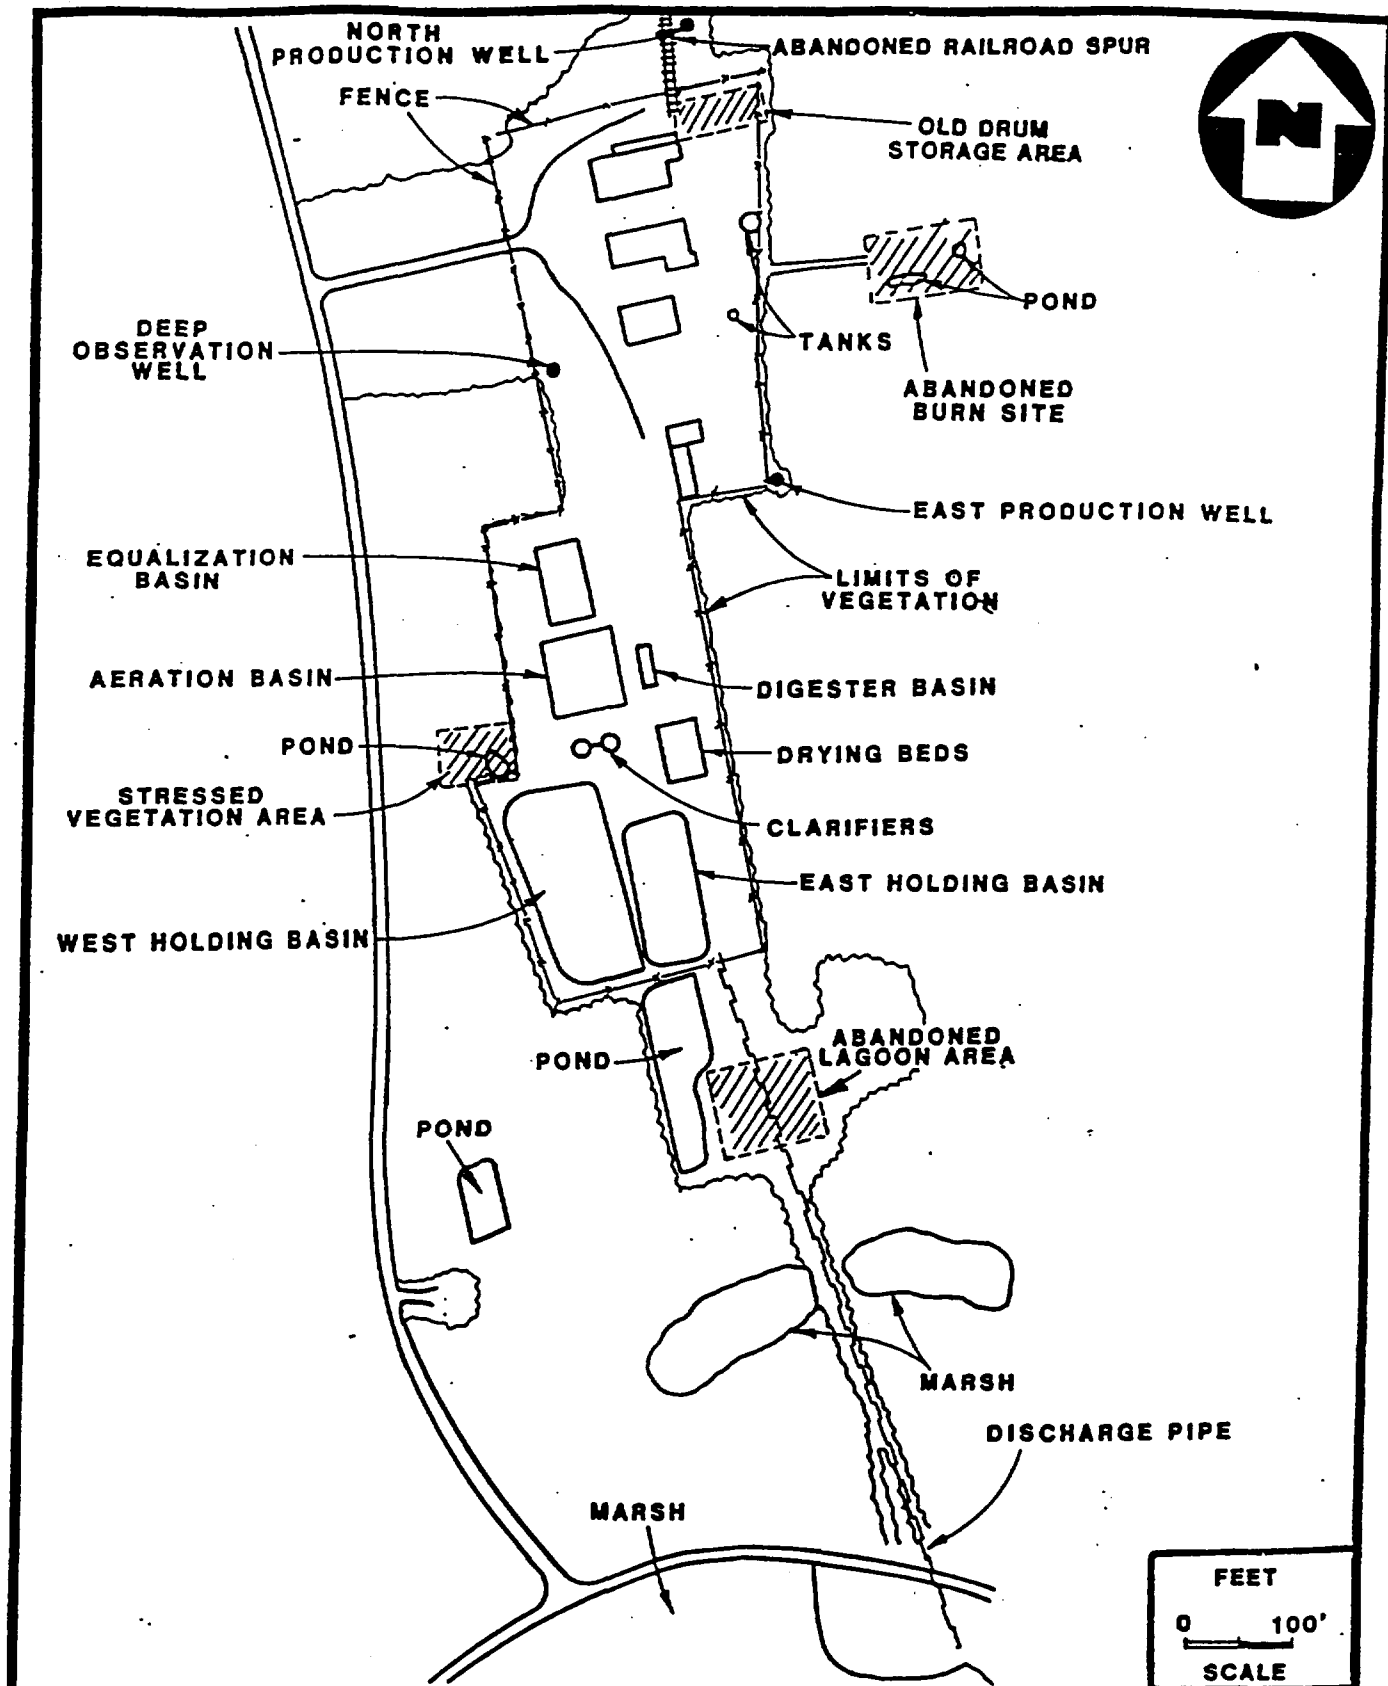 NORTH
PRODUCTION WELL
ABANDONED RAILROAD SPUR
FENCE
N
OLD DRUM
STORAGE AREA
POND
DEEP
OBSERVATION
WELL
TANKS
ABANDONED
BURN SITE
EAST PRODUCTION WELL
EQUALIZATION
BASIN
LIMITS OF
VEGETATION
AERATION BASIN
DIGESTER BASIN
POND
DRYING BEDS
STRESSED
VEGETATION AREA
CLARIFIERS
EAST HOLDING BASIN
WEST HOLDING BASIN
ABANDONED
LAGOON AREA
POND
POND
MARSH
DISCHARGE PIPE
MARSH
FEET
0 100'
SCALE